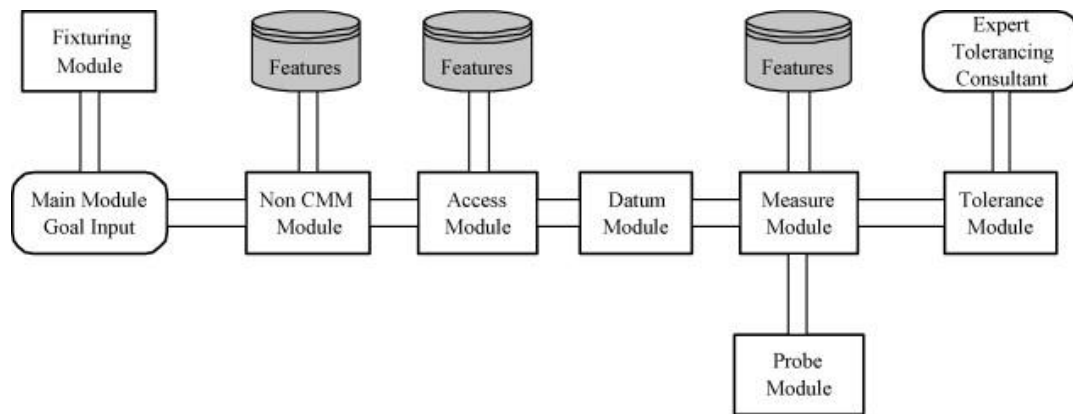 Fixturing
Module
Features
Features
Features
Expert
Tolerancing
Consultant
Main Module
Goal Input
Non CMM
Module
Access
Module
Datum
Module
Measure
Module
Tolerance
Module
Probe
Module